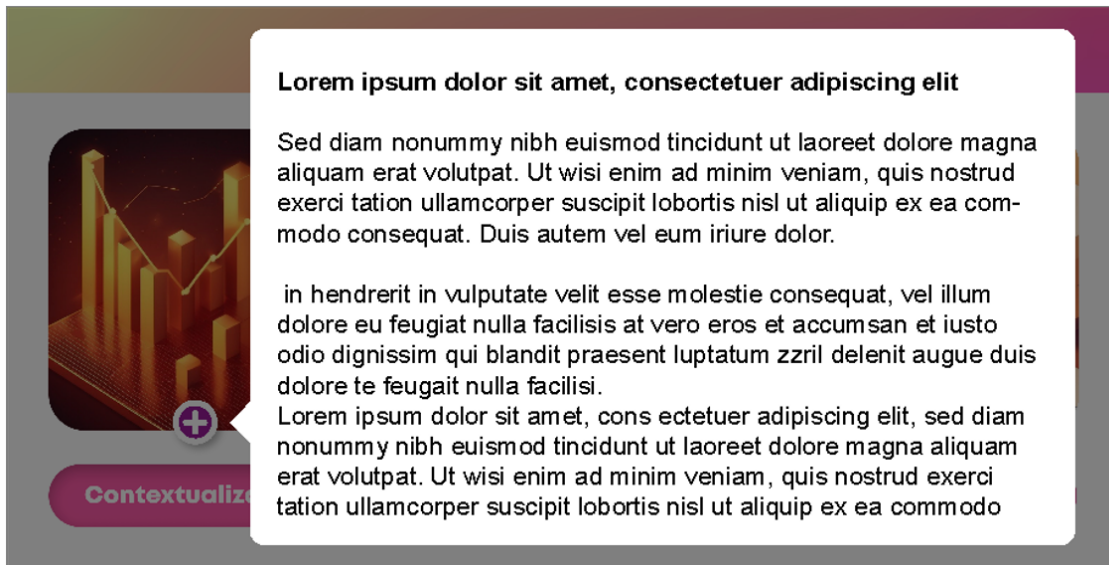 Lorem ipsum dolor sit amet, consectetuer adipiscing elit
Sed diam nonummy nibh euismod tincidunt ut laoreet dolore magna
aliquam erat volutpat. Ut wisi enim ad minim veniam, quis nostrud
exerci tation ullamcorper suscipit lobortis nisl ut aliquip ex ea com-
modo consequat. Duis autem vel eum iriure dolor.
in hendrerit in vulputate velit esse molestie consequat, vel illum
dolore eu feugiat nulla facilisis at vero eros et accumsan et iusto
odio dignissim qui blandit praesent luptatum zzril delenit augue duis
dolore te feugait nulla facilisi.
Lorem ipsum dolor sit amet, cons ectetuer adipiscing elit, sed diam
nonummy nibh euismod tincidunt ut laoreet dolore magna aliquam
erat volutpat. Ut wisi enim ad minim veniam, quis nostrud exerci
tation ullamcorper suscipit lobortis nisl ut aliquip ex ea commodo